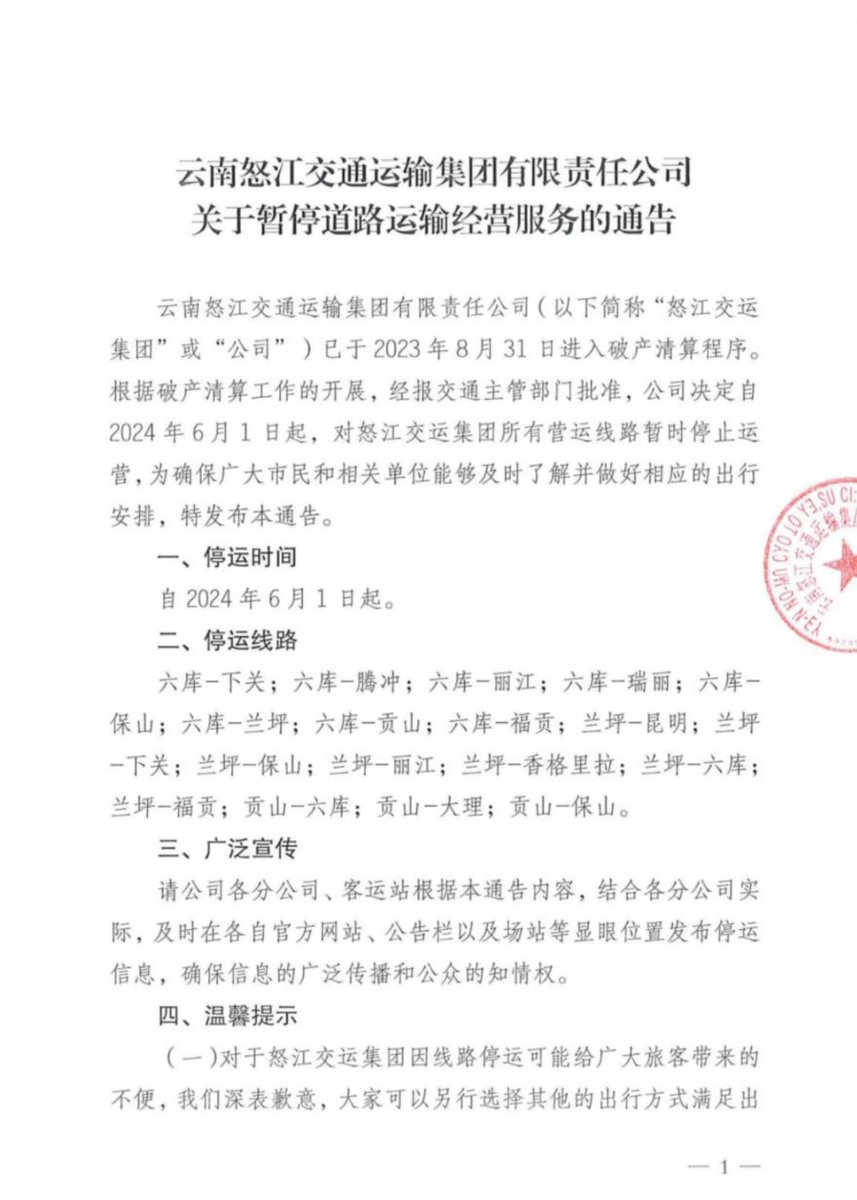 云南怒江交通运输集团有限责任公司
关于暂停道路运输经营服务的通告
云南怒江交通运输集团有限责任公司(以下简称“怒江交运
集团”或“公司”)已于2023年8月31日进入破产清算程序。
根据破产清算工作的开展,经报交通主管部门批准,公司决定自
2024年6月1日起,对怒江交运集团所有营运线路暂时停止运
营,为确保广大市民和相关单位能够及时了解并做好相应的出行
安排,特发布本通告。
一、停运时间
自2024年6月1日起。
二、停运线路
六库-下关;六库-腾冲;六库-丽江;六库-瑞丽;六库-
保山;六库-兰坪;六库-贡山;六库-福贡;兰坪-昆明;兰坪
-下关;兰坪-保山;兰坪-丽江;兰坪-香格里拉;兰坪-六库;
兰坪-福贡;贡山-六库;贡山-大理;贡山-保山。
三、广泛宣传
请公司各分公司、客运站根据本通告内容,结合各分公司实
际,及时在各自官方网站、公告栏以及场站等显眼位置发布停运
信息,确保信息的广泛传播和公众的知情权。
四、温馨提示
(一)对于怒江交运集团因线路停运可能给广大旅客带来的
不便,我们深表歉意,大家可以另行选择其他的出行方式满足出
— 1 —
江交通运输集